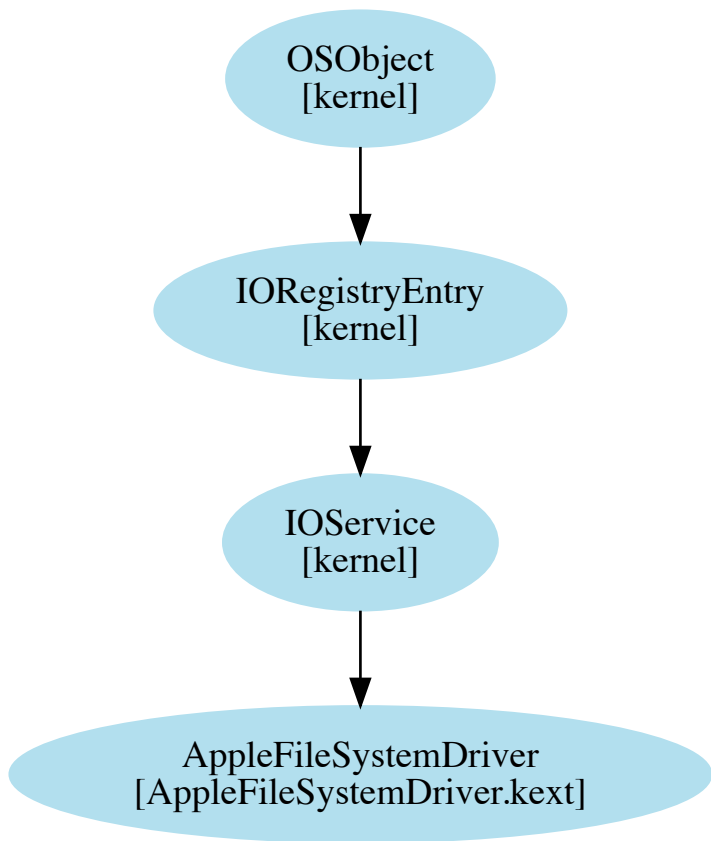 OSObject
[kernel]
IORegistryEntry
[kernel]
IOService
[kernel]
AppleFileSystemDriver
[AppleFileSystemDriver.kext]